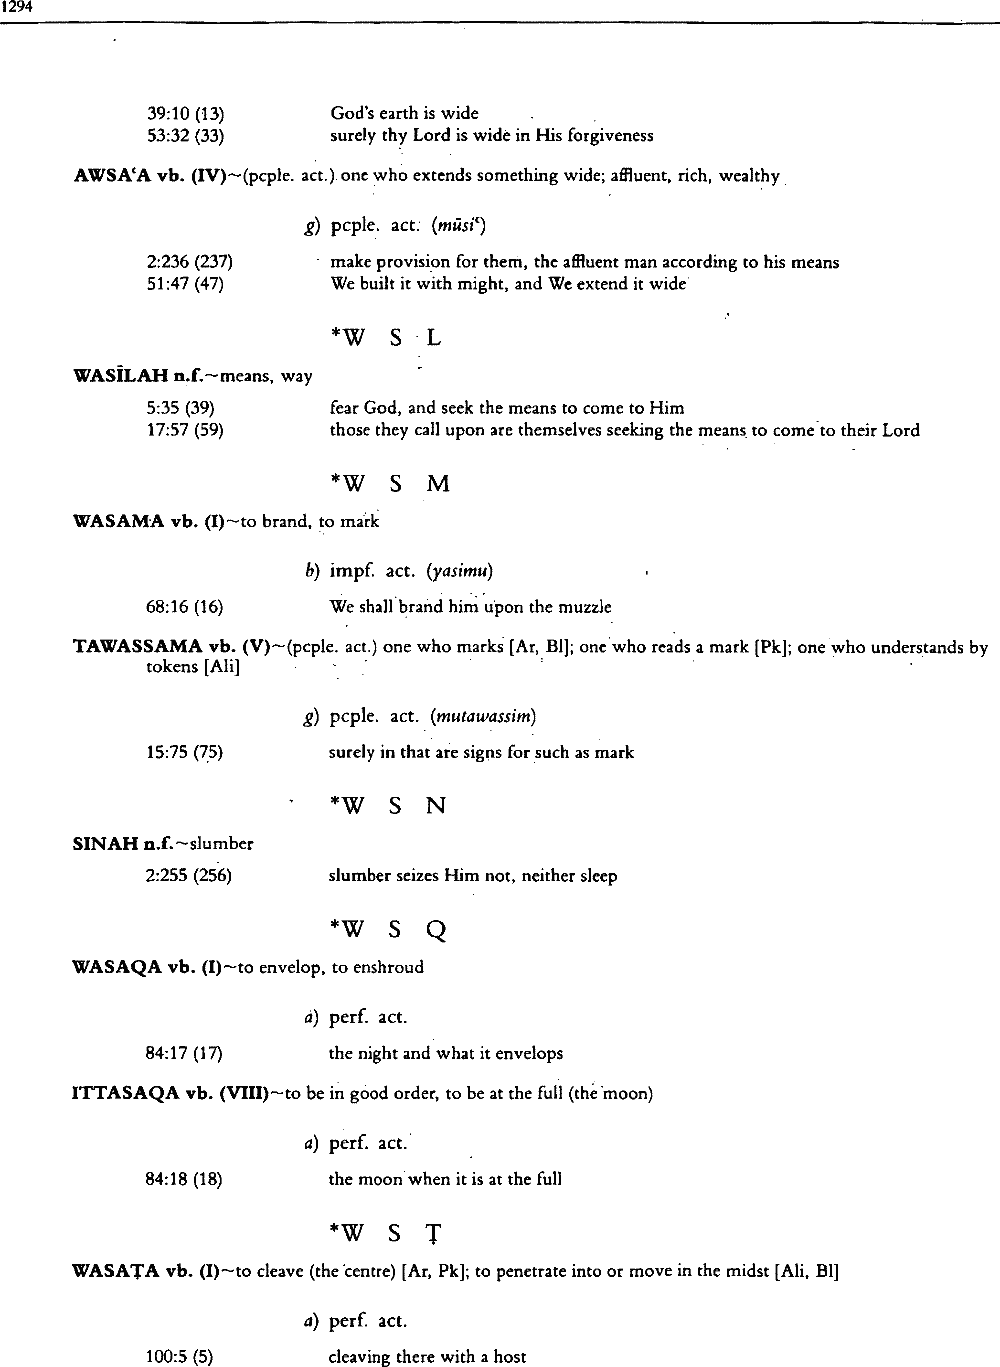 1294
39:10 (13) God's earth is wide
53:32 (33) surely thy Lord is wide in His forgiveness
AWSAʿA vb. (IV)~(pcple. act.) one who extends something wide; affluent, rich, wealthy
g) pcple. act. (mūsiʿ)
2:236 (237) make provision for them, the affluent man according to his means
51:47 (47) We built it with might, and We extend it wide
*W S L
WASĪLAH n.f.~means, way
5:35 (39) fear God, and seek the means to come to Him
17:57 (59) those they call upon are themselves seeking the means to come to their Lord
*W S M
WASAMA vb. (I)~to brand, to mark
b) impf. act. (yasimu)
68:16 (16) We shall brand him upon the muzzle
TAWASSAMA vb. (V)~(pcple. act.) one who marks [Ar, Bl]; one who reads a mark [Pk]; one who understands by
tokens [Ali]
g) pcple. act. (mutawassim)
15:75 (75) surely in that are signs for such as mark
*W S N
SINAH n.f.~slumber
2:255 (256) slumber seizes Him not, neither sleep
*W S Q
WASAQA vb. (I)~to envelop, to enshroud
a) perf. act.
84:17 (17) the night and what it envelops
ITTASAQA vb. (VIII)~to be in good order, to be at the full (the moon)
a) perf. act.
84:18 (18) the moon when it is at the full
*W S Ṭ
WASAṬA vb. (I)~to cleave (the centre) [Ar, Pk]; to penetrate into or move in the midst [Ali, Bl]
a) perf. act.
100:5 (5) cleaving there with a host